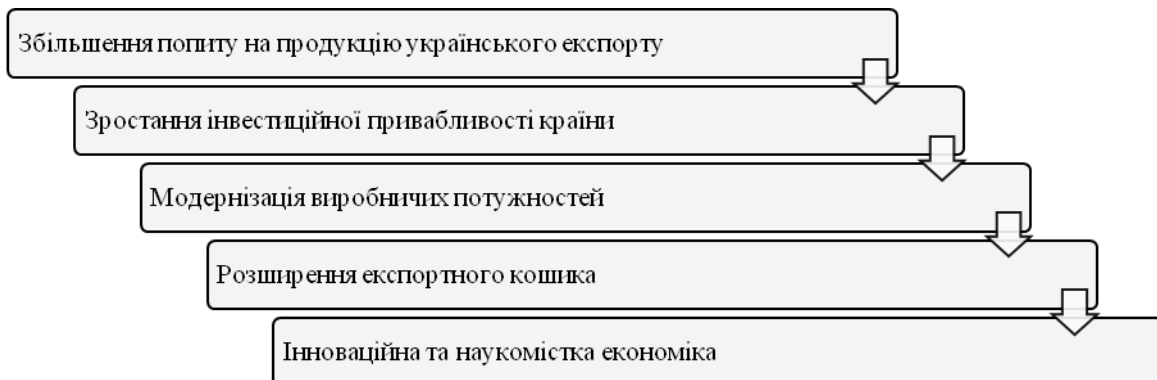 Збільшення попиту на продукцію українського експорту
Зростання інвестиційної привабливості країни
Модернізація виробничих потужностей
Розширення експортного кошика
Інноваційна та наукомістка економіка